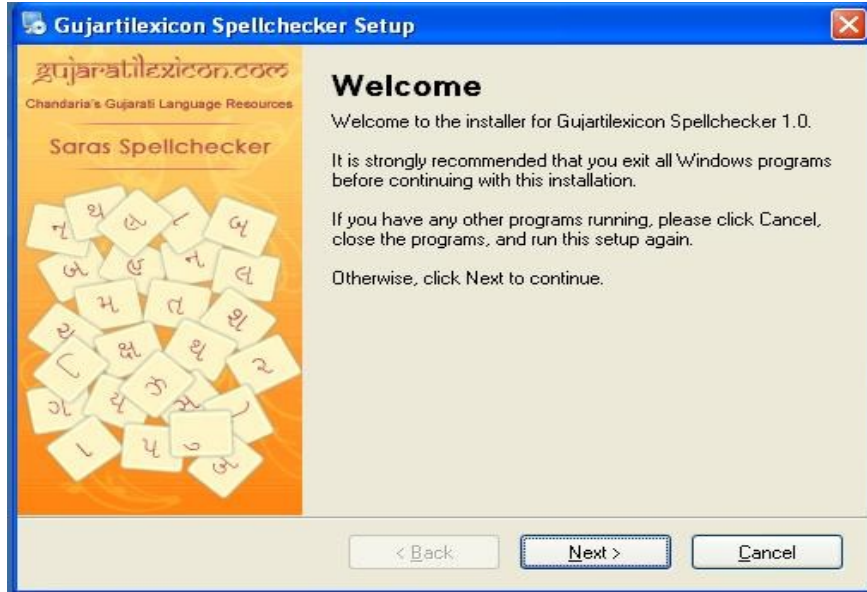 Gujartilexicon Spellchecker Setup
gujaratilexicon.com
Chandaria's Gujarati Language Resources
Saras Spellchecker
ન થ લ ા બ
બ હ ન લ
મ ત શ
ય ક્ષ થ ર
ગ ય ઝ સ
ા પ અ
Welcome
Welcome to the installer for Gujartilexicon Spellchecker 1.0.
It is strongly recommended that you exit all Windows programs
before continuing with this installation.
If you have any other programs running, please click Cancel,
close the programs, and run this setup again.
Otherwise, click Next to continue.
< Back
Next >
Cancel